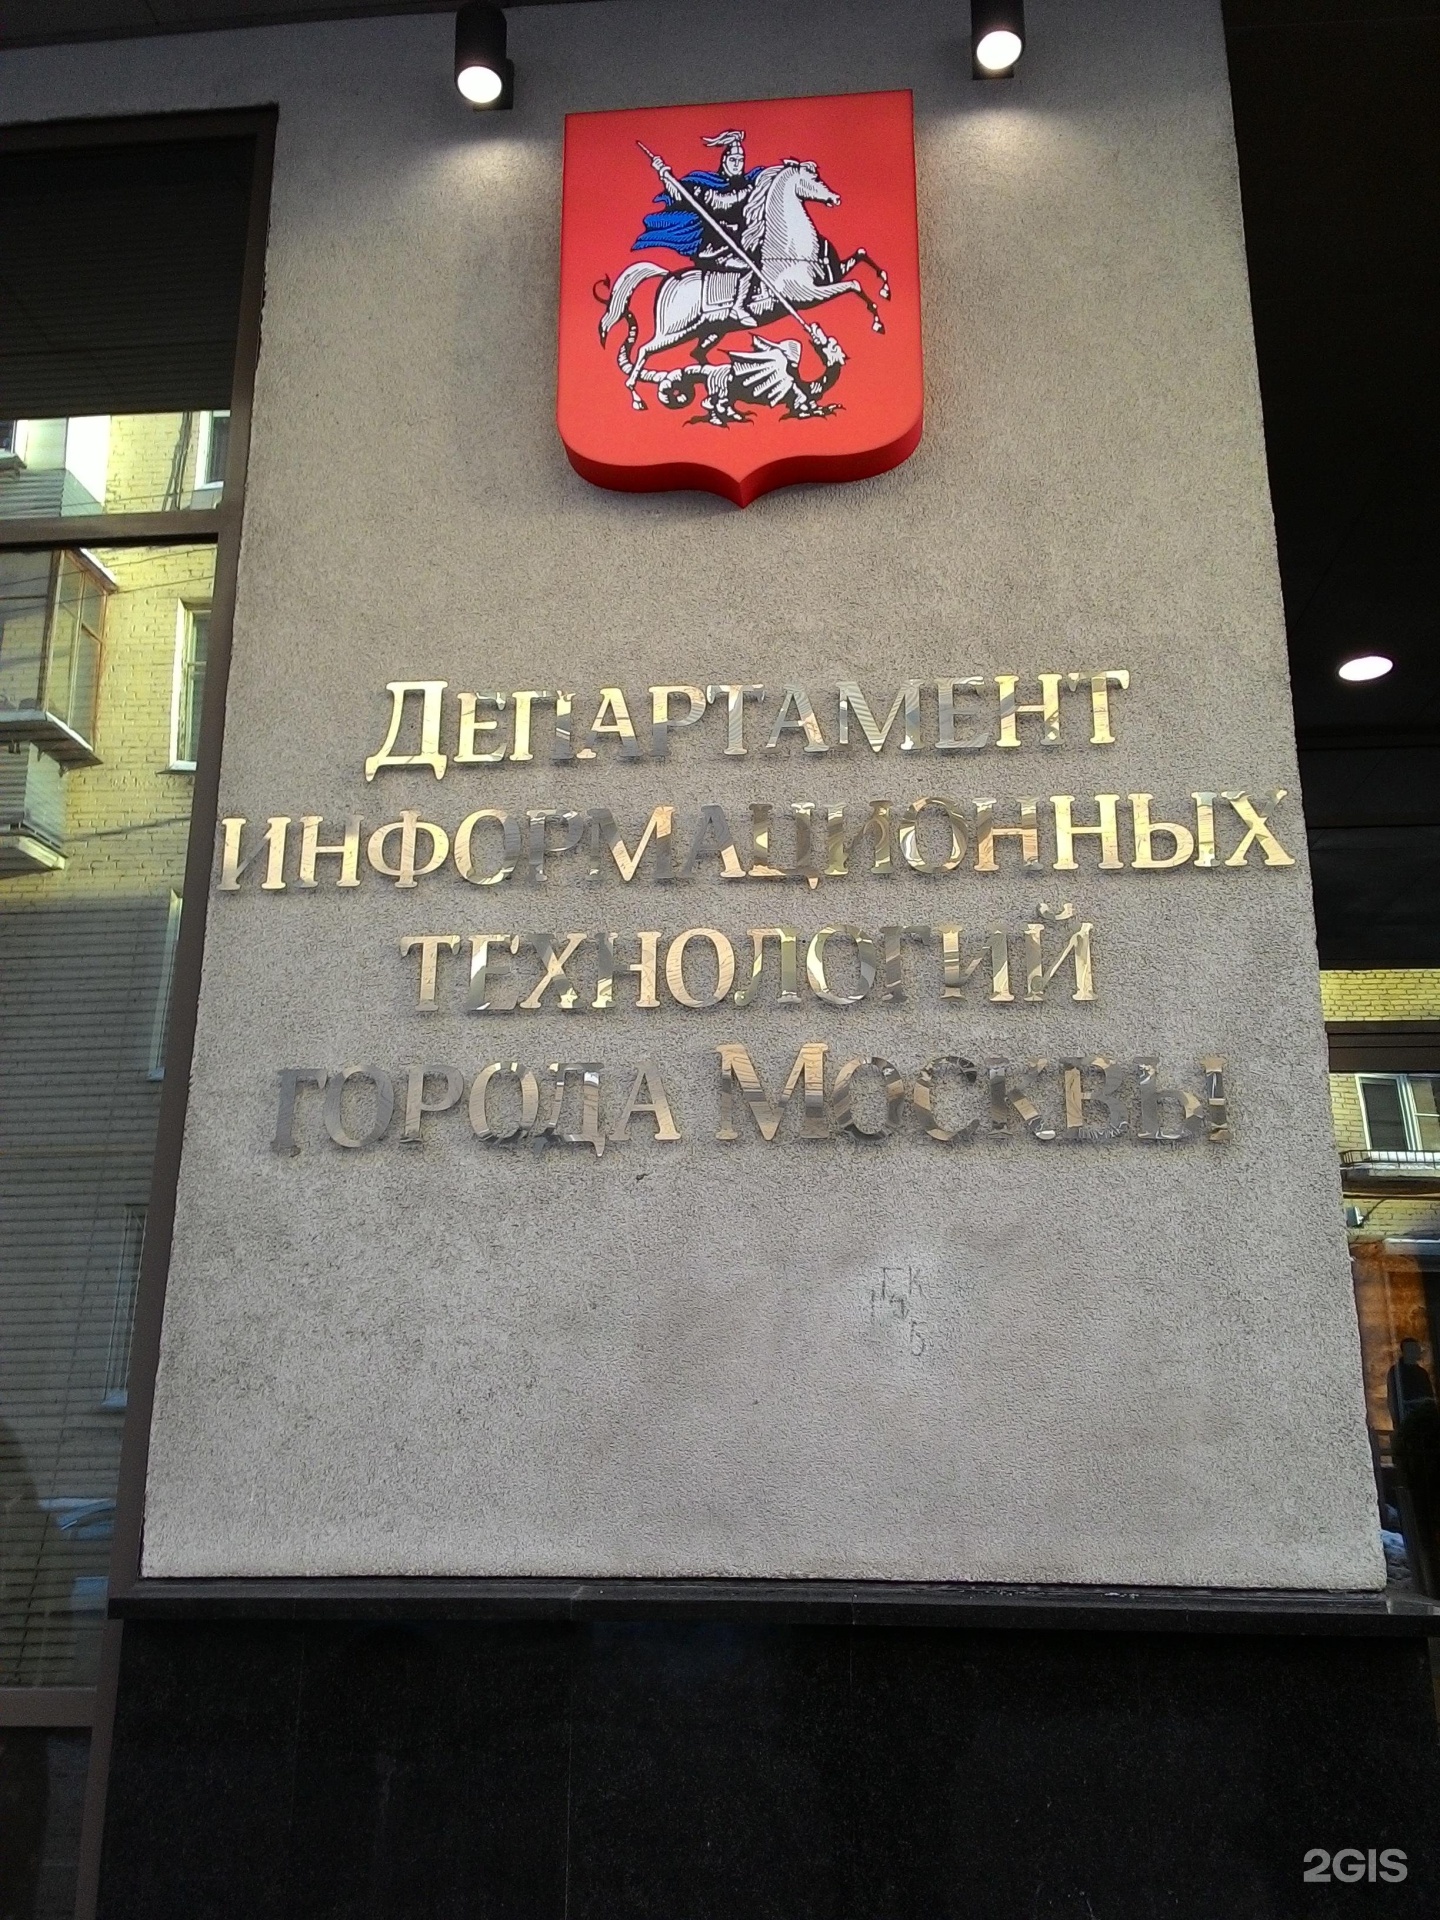 Департамент
информационных
технологий
города Москвы
2GIS